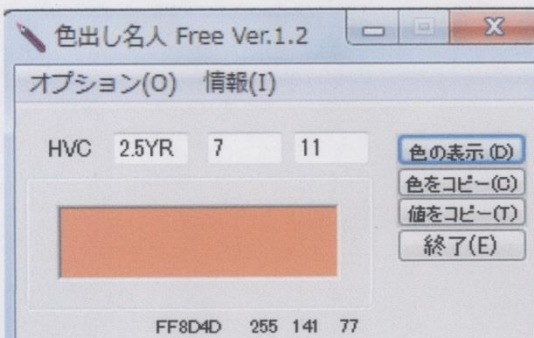 色出し名人 Free Ver.1.2
オプション(O) 情報(I)
HVC 2.5YR 7 11
色の表示(D)
色をコピー(C)
値をコピー(T)
終了(E)
FF8D4D 255 141 77